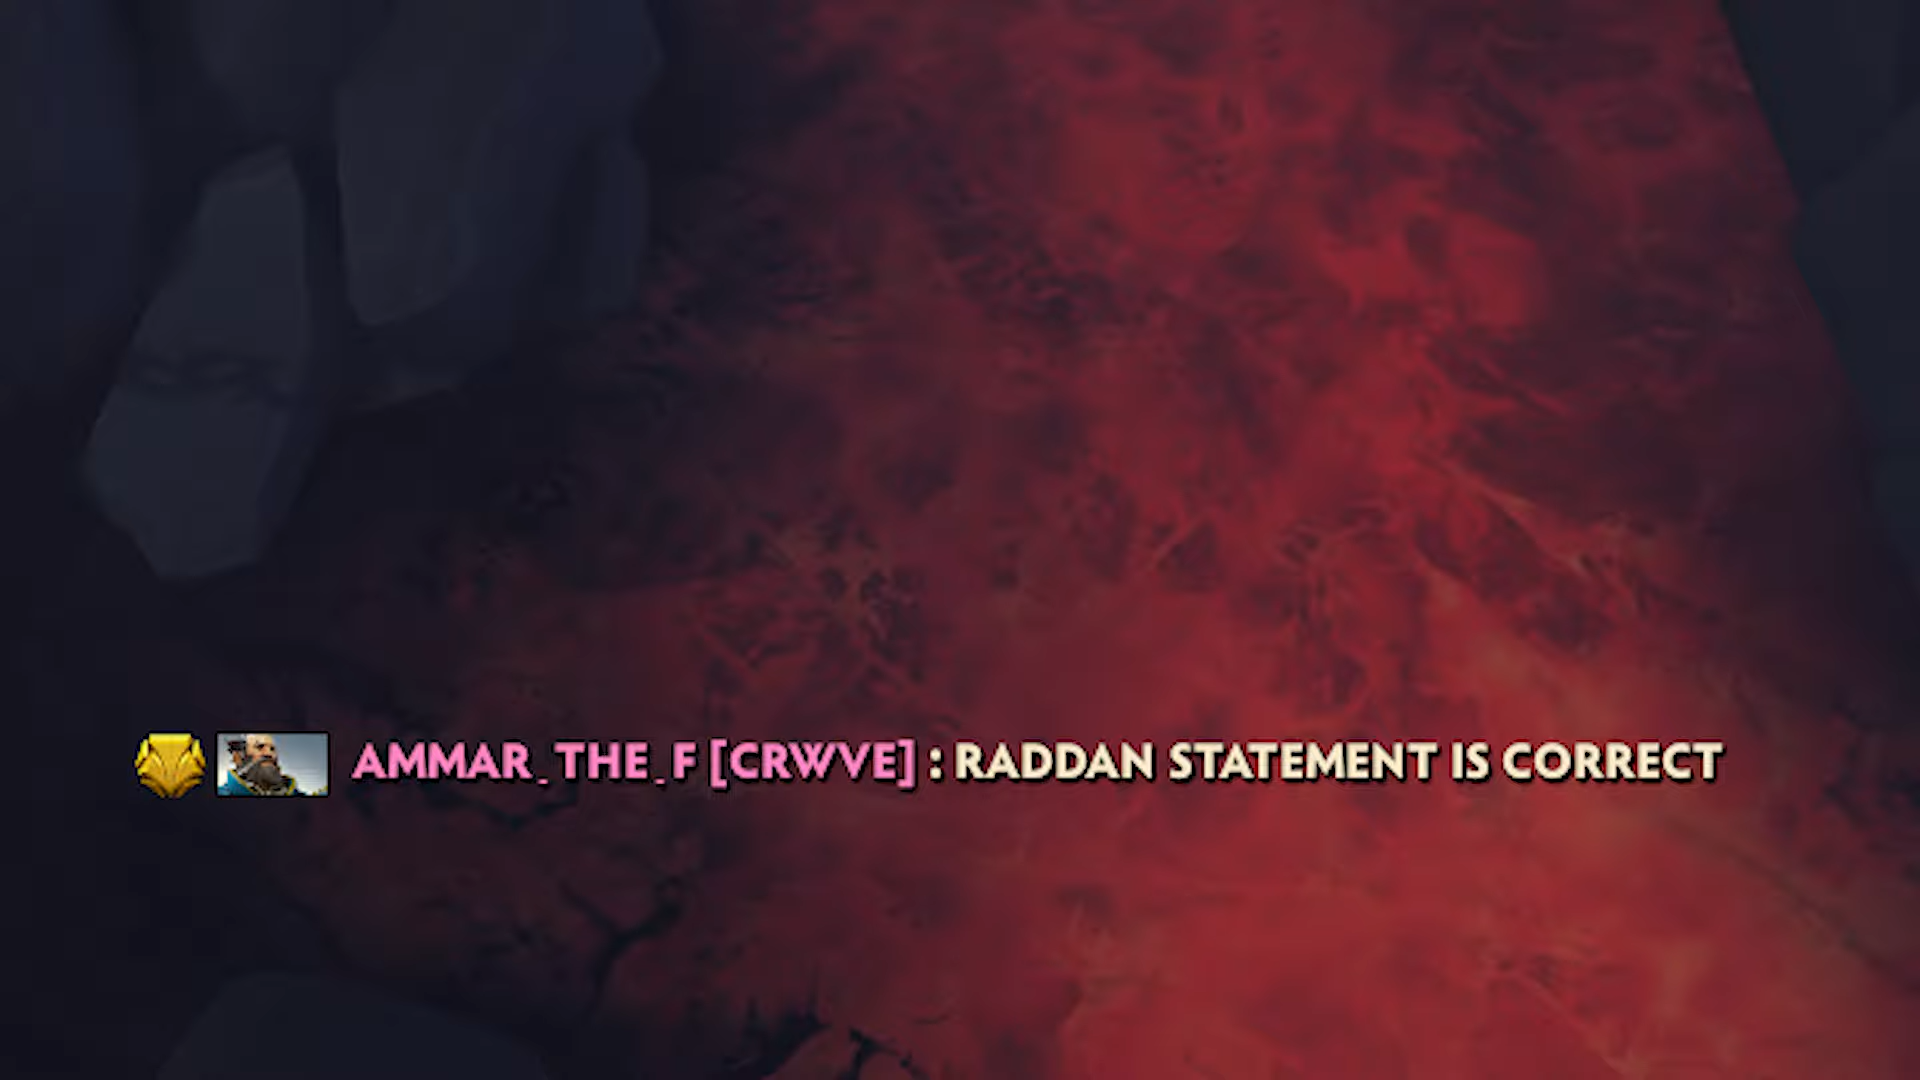 AMMAR_THE_F [CRWVE] : RADDAN STATEMENT IS CORRECT